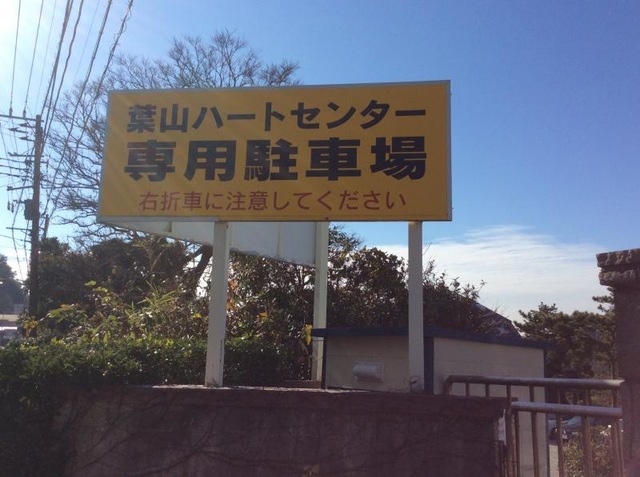 葉山ハートセンター
専用駐車場
右折車に注意してください